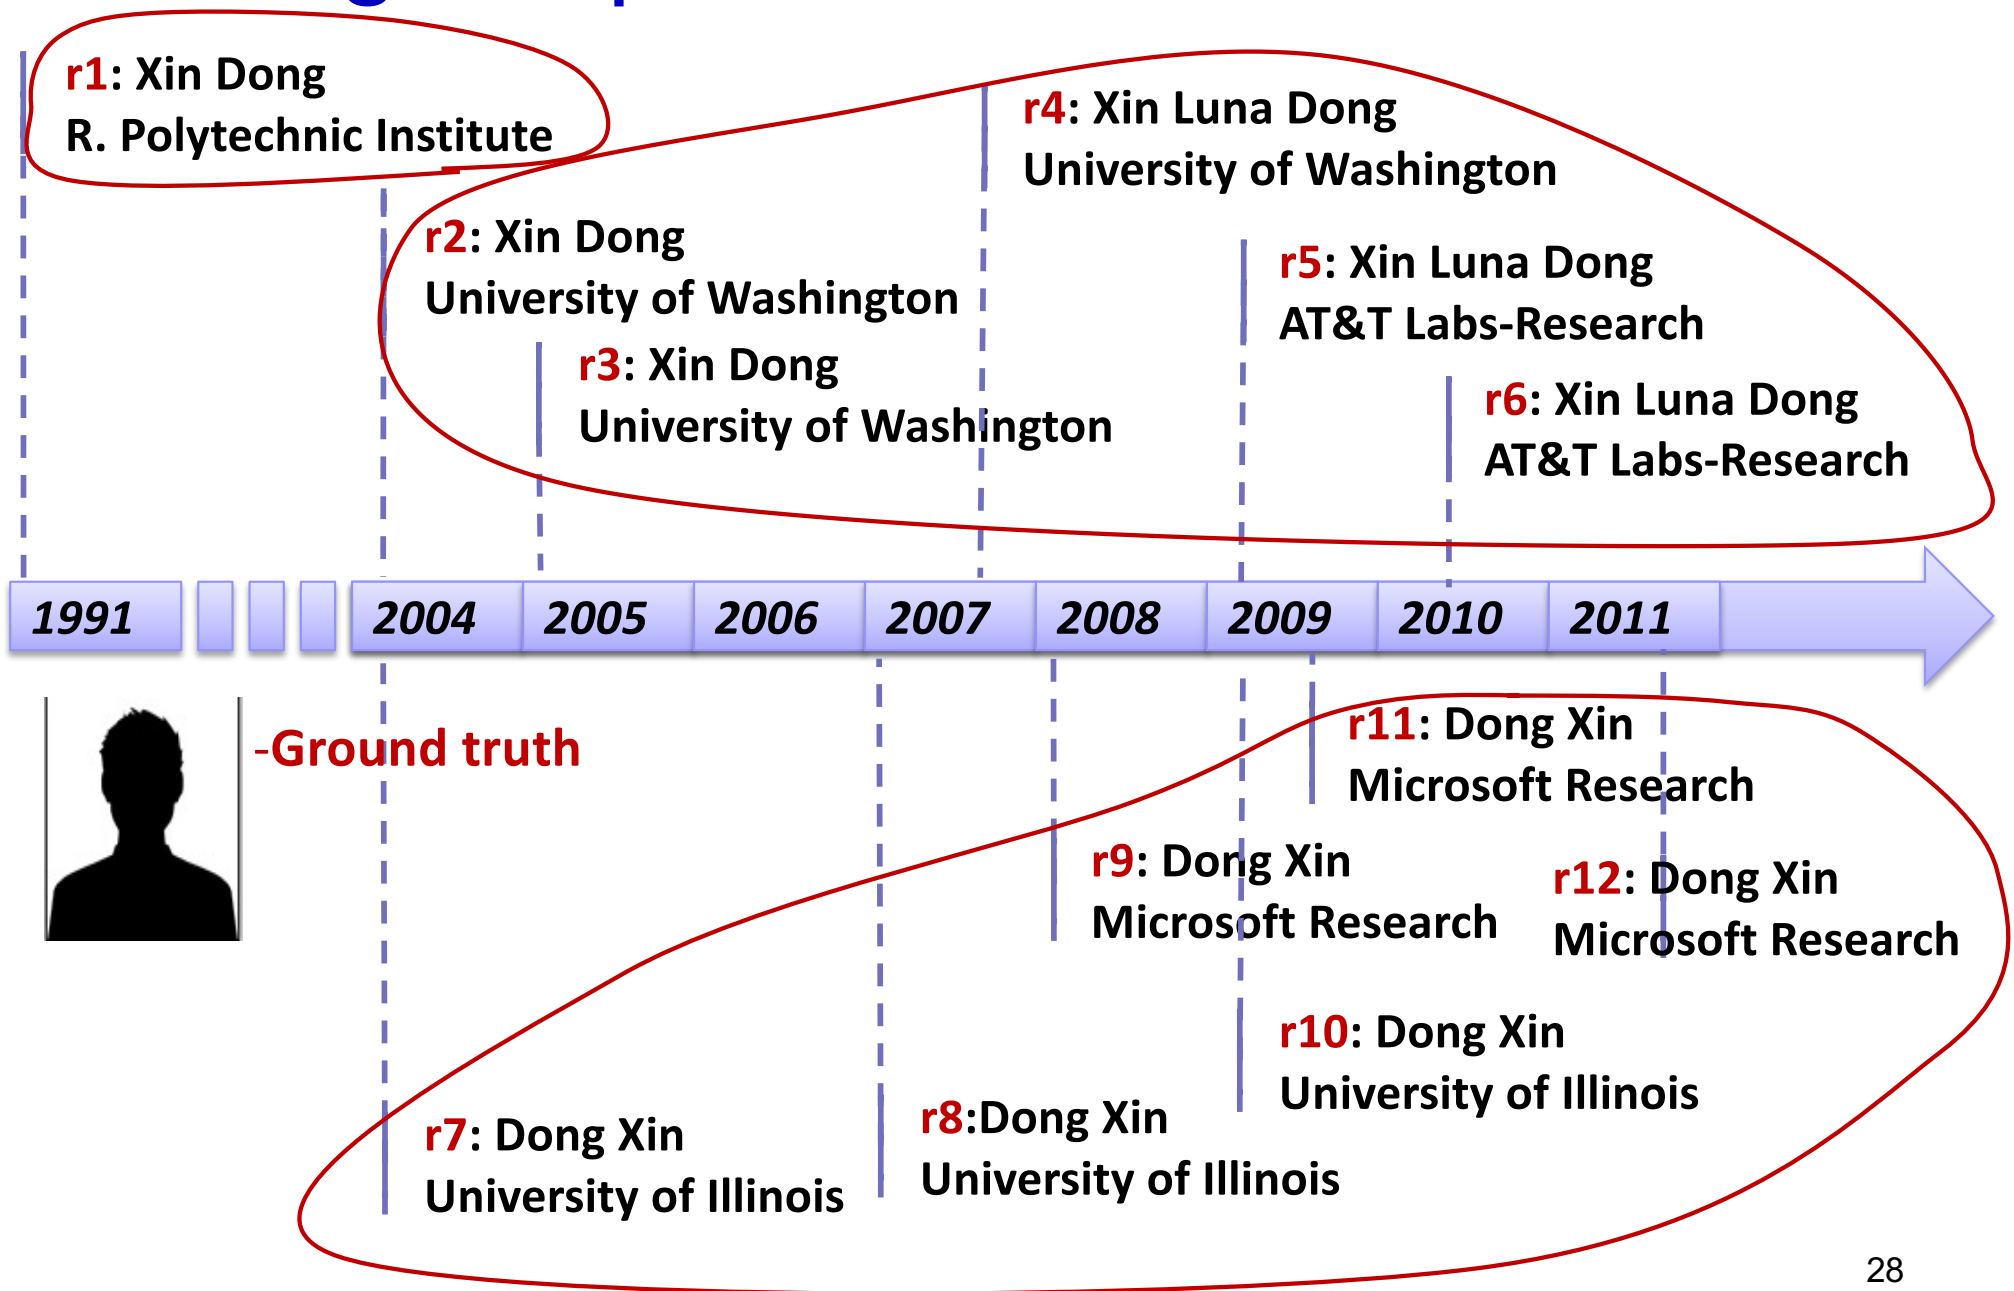 r1: Xin Dong
R. Polytechnic Institute
r4: Xin Luna Dong
University of Washington
r2: Xin Dong
University of Washington
r5: Xin Luna Dong
AT&T Labs-Research
r3: Xin Dong
University of Washington
r6: Xin Luna Dong
AT&T Labs-Research
1991 2004 2005 2006 2007 2008 2009 2010 2011
-Ground truth
r11: Dong Xin
Microsoft Research
r9: Dong Xin
Microsoft Research
r12: Dong Xin
Microsoft Research
r10: Dong Xin
University of Illinois
r7: Dong Xin
University of Illinois
r8:Dong Xin
University of Illinois
28